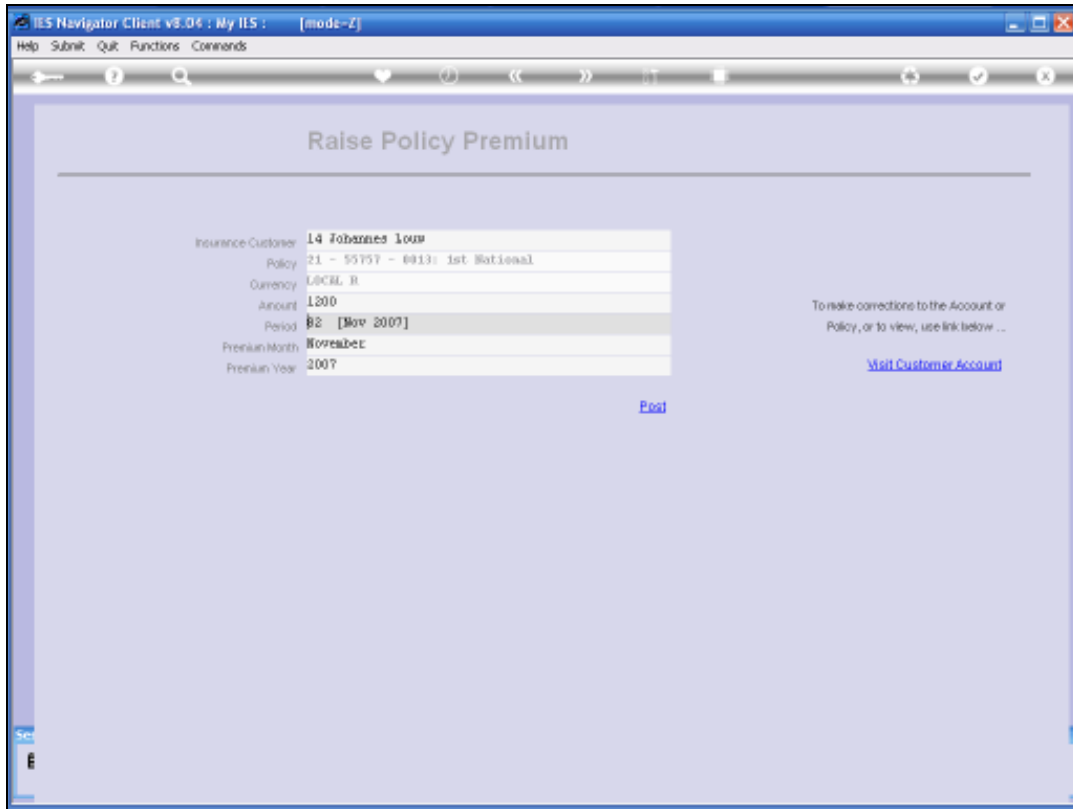 IES Navigator Client v8.04 : My IES : [mode=Z]
Help Submit Quit Functions Commands
Raise Policy Premium
Insurance Customer 14 Johannes Louw
Policy 21 - 55757 - 0013: 1st National
Currency LOCAL R
Amount 1200
Period 82 [Nov 2007]
Premium Month November
Premium Year 2007
To make corrections to the Account or
Policy, or to view, use link below ...
Visit Customer Account
Post